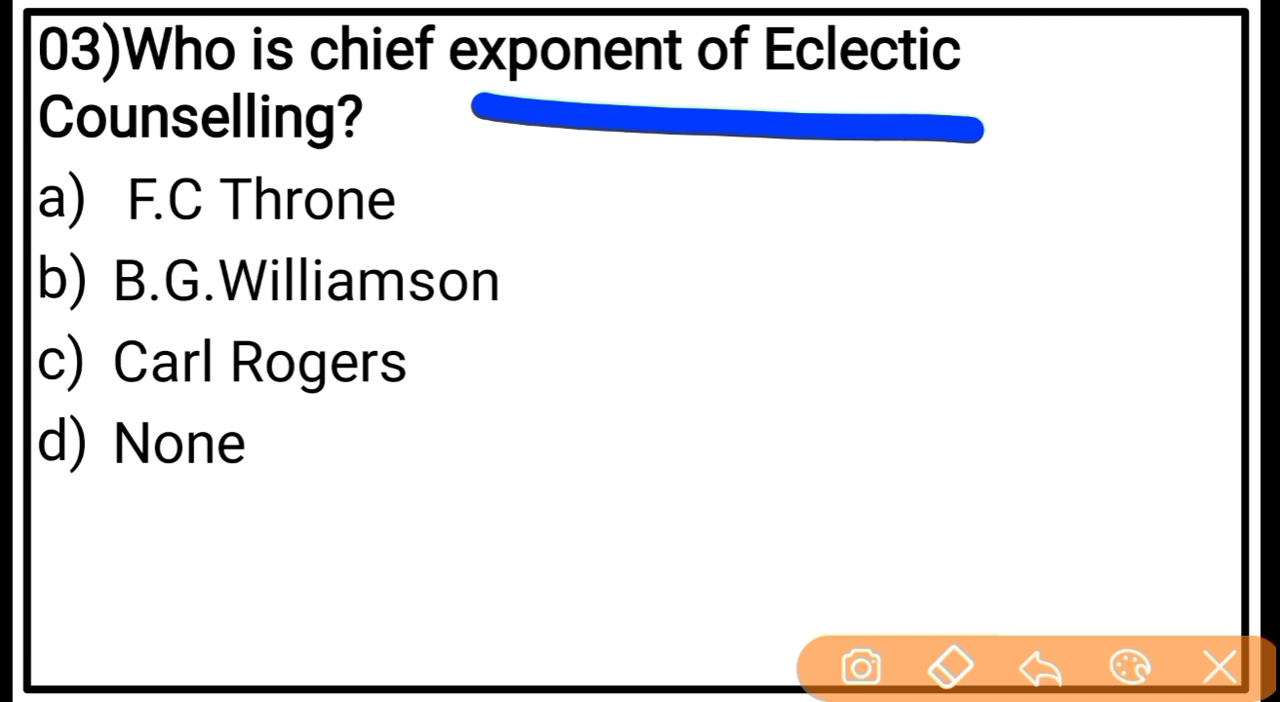 03)Who is chief exponent of Eclectic
Counselling?
a) F.C Throne
b) B.G.Williamson
c) Carl Rogers
d) None